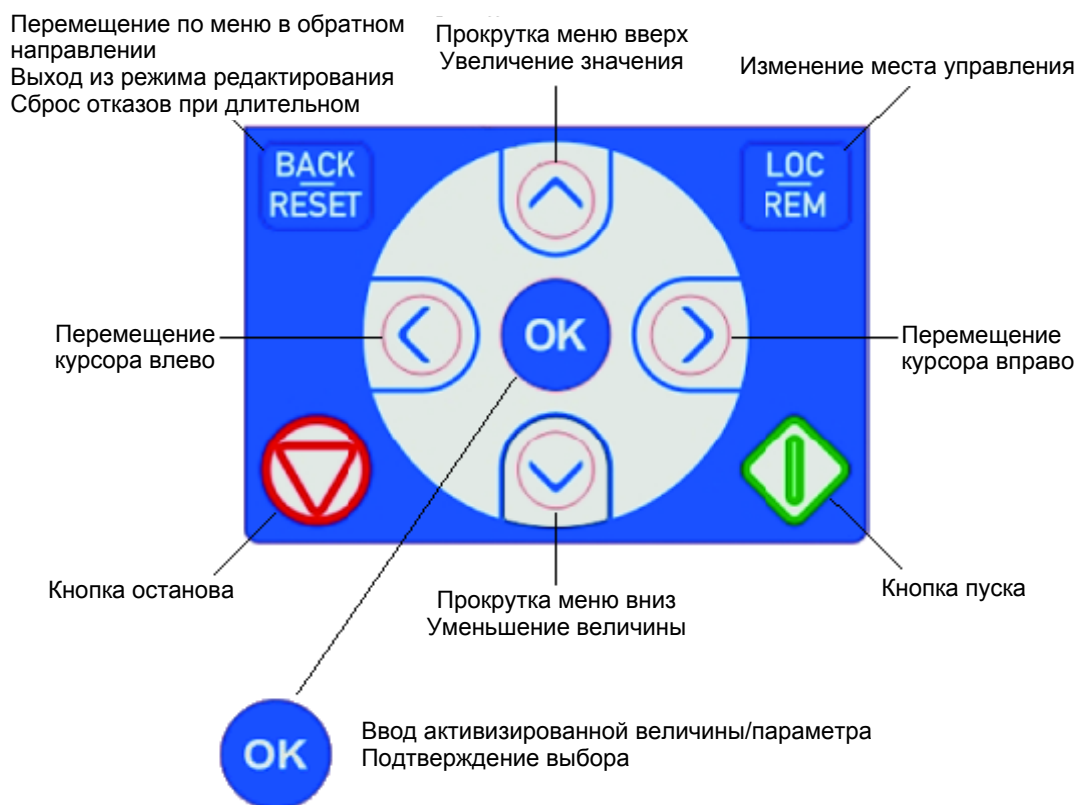 Перемещение по меню в обратном
направлении
Выход из режима редактирования
Сброс отказов при длительном
Прокрутка меню вверх
Увеличение значения
Изменение места управления
BACK
RESET
LOC
REM
Перемещение
курсора влево
OK
Перемещение
курсора вправо
Кнопка останова
Прокрутка меню вниз
Уменьшение величины
Кнопка пуска
OK
Ввод активизированной величины/параметра
Подтверждение выбора